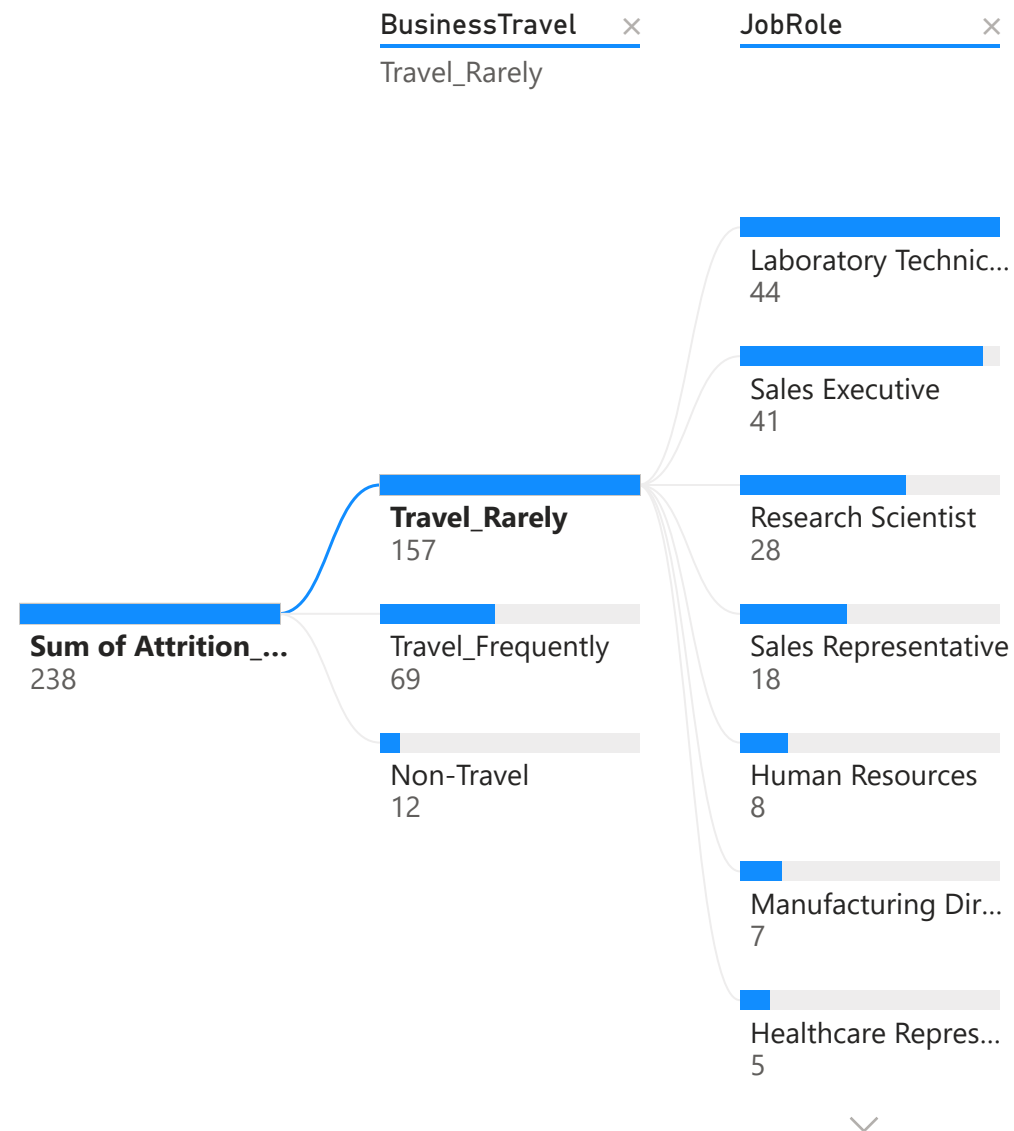 BusinessTravel
Travel_Rarely
JobRole
Sum of Attrition_...
238
Travel_Rarely
157
Travel_Frequently
69
Non-Travel
12
Laboratory Technic...
44
Sales Executive
41
Research Scientist
28
Sales Representative
18
Human Resources
8
Manufacturing Dir...
7
Healthcare Repres...
5